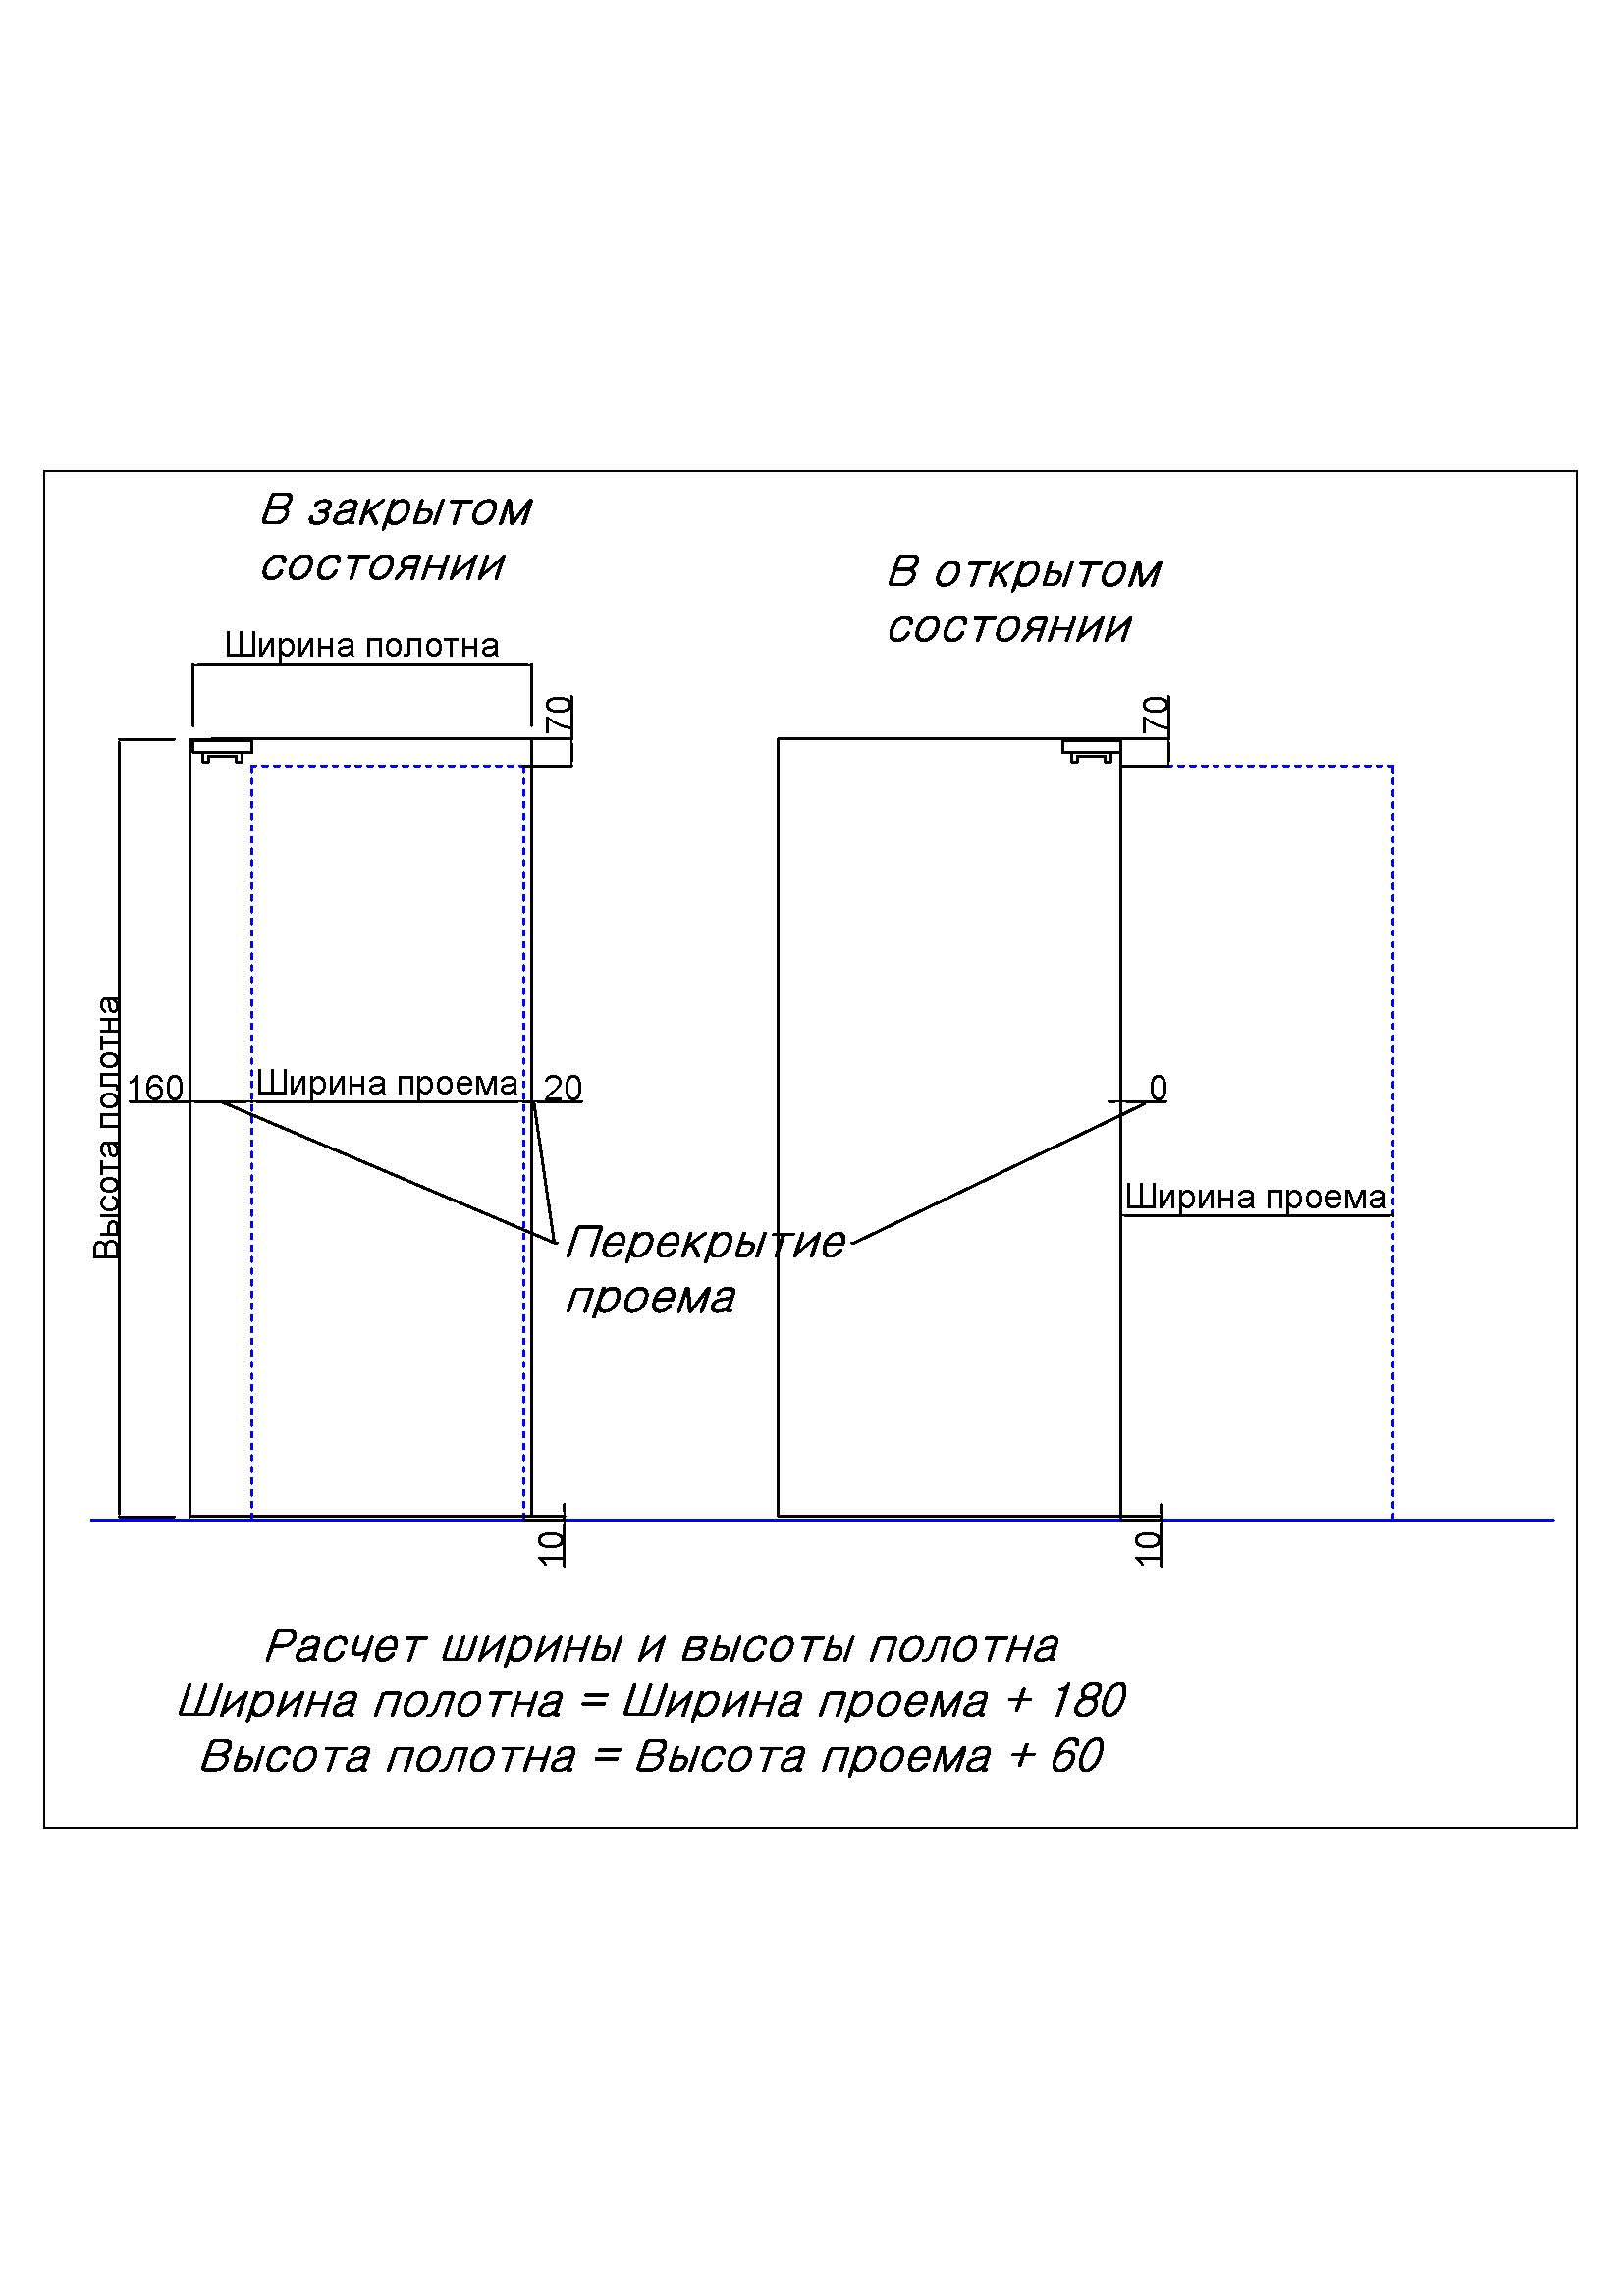 В закрытом
состоянии
В открытом
состоянии
Ширина полотна
70
70
Высота полотна
160
Ширина проема
20
0
Ширина проема
Перекрытие
проема
10
10
Расчет ширины и высоты полотна
Ширина полотна = Ширина проема + 180
Высота полотна = Высота проема + 60